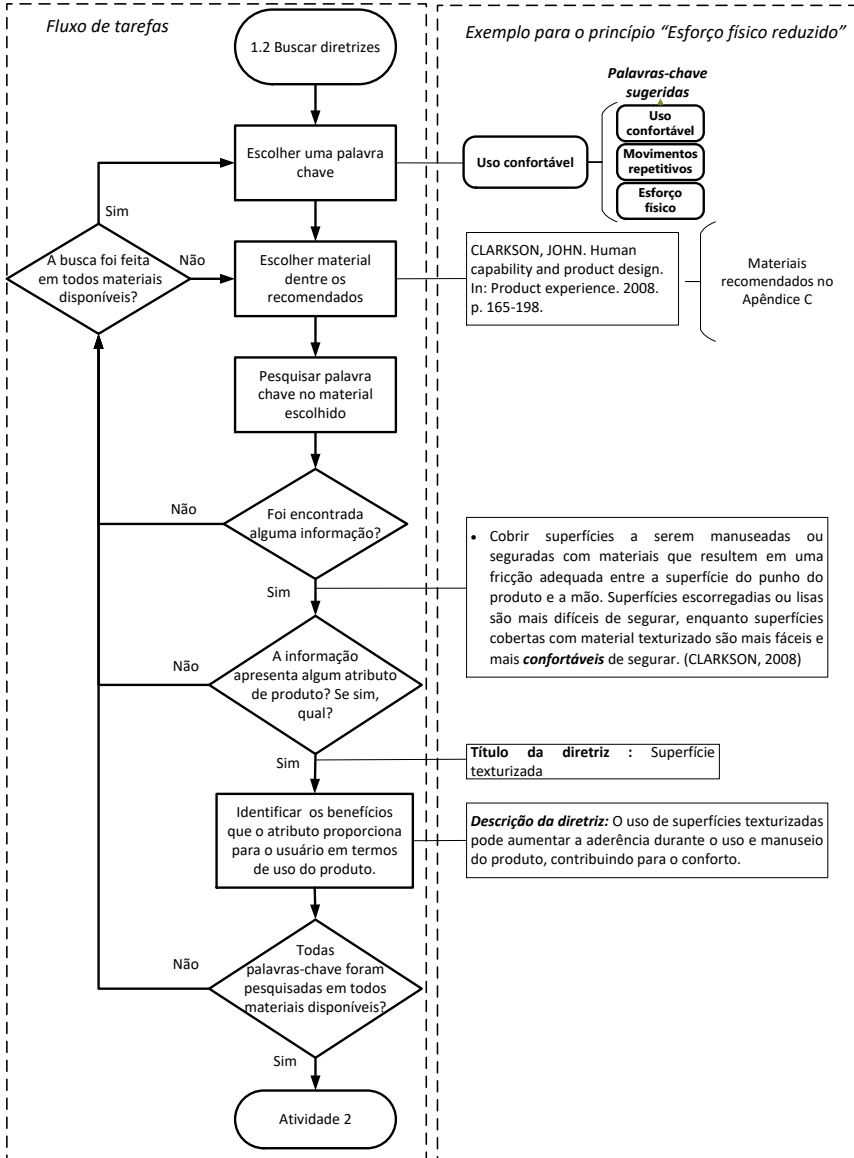 Fluxo de tarefas
1.2 Buscar diretrizes
Escolher uma palavra
chave
Sim
A busca foi feita
em todos materiais
disponíveis?
Não
Escolher material
dentre os
recomendados
Pesquisar palavra
chave no material
escolhido
Não
Foi encontrada
alguma informação?
Sim
Não
A informação
apresenta algum atributo
de produto? Se sim,
qual?
Sim
Identificar os benefícios
que o atributo proporciona
para o usuário em termos
de uso do produto.
Não
Todas
palavras-chave foram
pesquisadas em todos
materiais disponíveis?
Sim
Atividade 2
Exemplo para o princípio “Esforço físico reduzido”
Palavras-chave
sugeridas
Uso confortável
Uso
confortável
Movimentos
repetitivos
Esforço
físico
CLARKSON, JOHN. Human
capability and product design.
In: Product experience. 2008.
p. 165-198.
Materiais
recomendados no
Apêndice C
• Cobrir superfícies a serem manuseadas ou
seguradas com materiais que resultem em uma
fricção adequada entre a superfície do punho do
produto e a mão. Superfícies escorregadias ou lisas
são mais difíceis de segurar, enquanto superfícies
cobertas com material texturizado são mais fáceis e
mais confortáveis de segurar. (CLARKSON, 2008)
Título da diretriz : Superfície
texturizada
Descrição da diretriz: O uso de superfícies texturizadas
pode aumentar a aderência durante o uso e manuseio
do produto, contribuindo para o conforto.